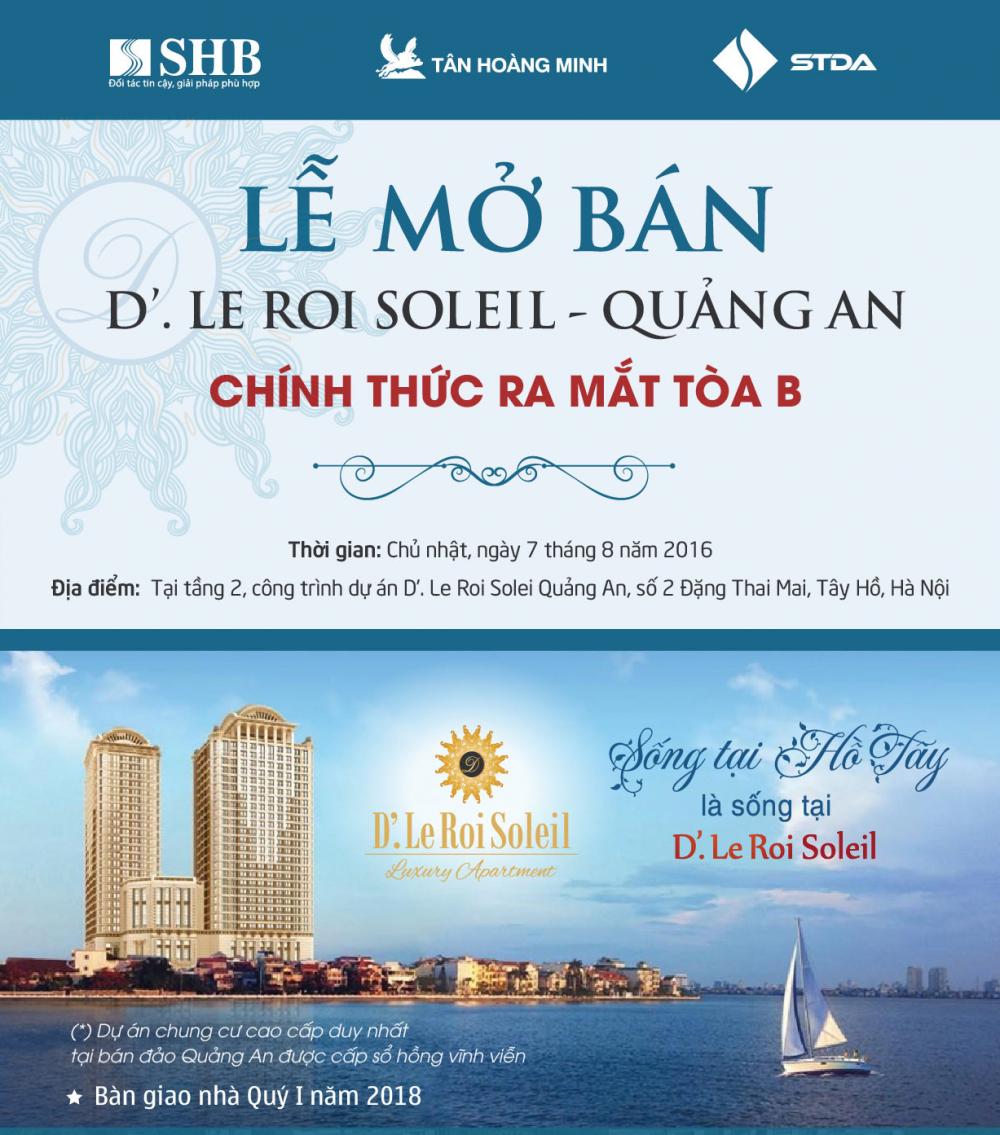 SHB
Đối tác tin cậy, giải pháp phù hợp
TÂN HOÀNG MINH
STDA
LỄ MỞ BÁN
D'. LE ROI SOLEIL - QUẢNG AN
CHÍNH THỨC RA MẮT TÒA B
Thời gian: Chủ nhật, ngày 7 tháng 8 năm 2016
Địa điểm: Tại tầng 2, công trình dự án D'. Le Roi Solei Quảng An, số 2 Đặng Thai Mai, Tây Hồ, Hà Nội
D
D'. Le Roi Soleil
Luxury Apartment
Sống tại Hồ Tây
là sống tại
D'. Le Roi Soleil
(*) Dự án chung cư cao cấp duy nhất
tại bán đảo Quảng An được cấp sổ hồng vĩnh viễn
★ Bàn giao nhà Quý I năm 2018